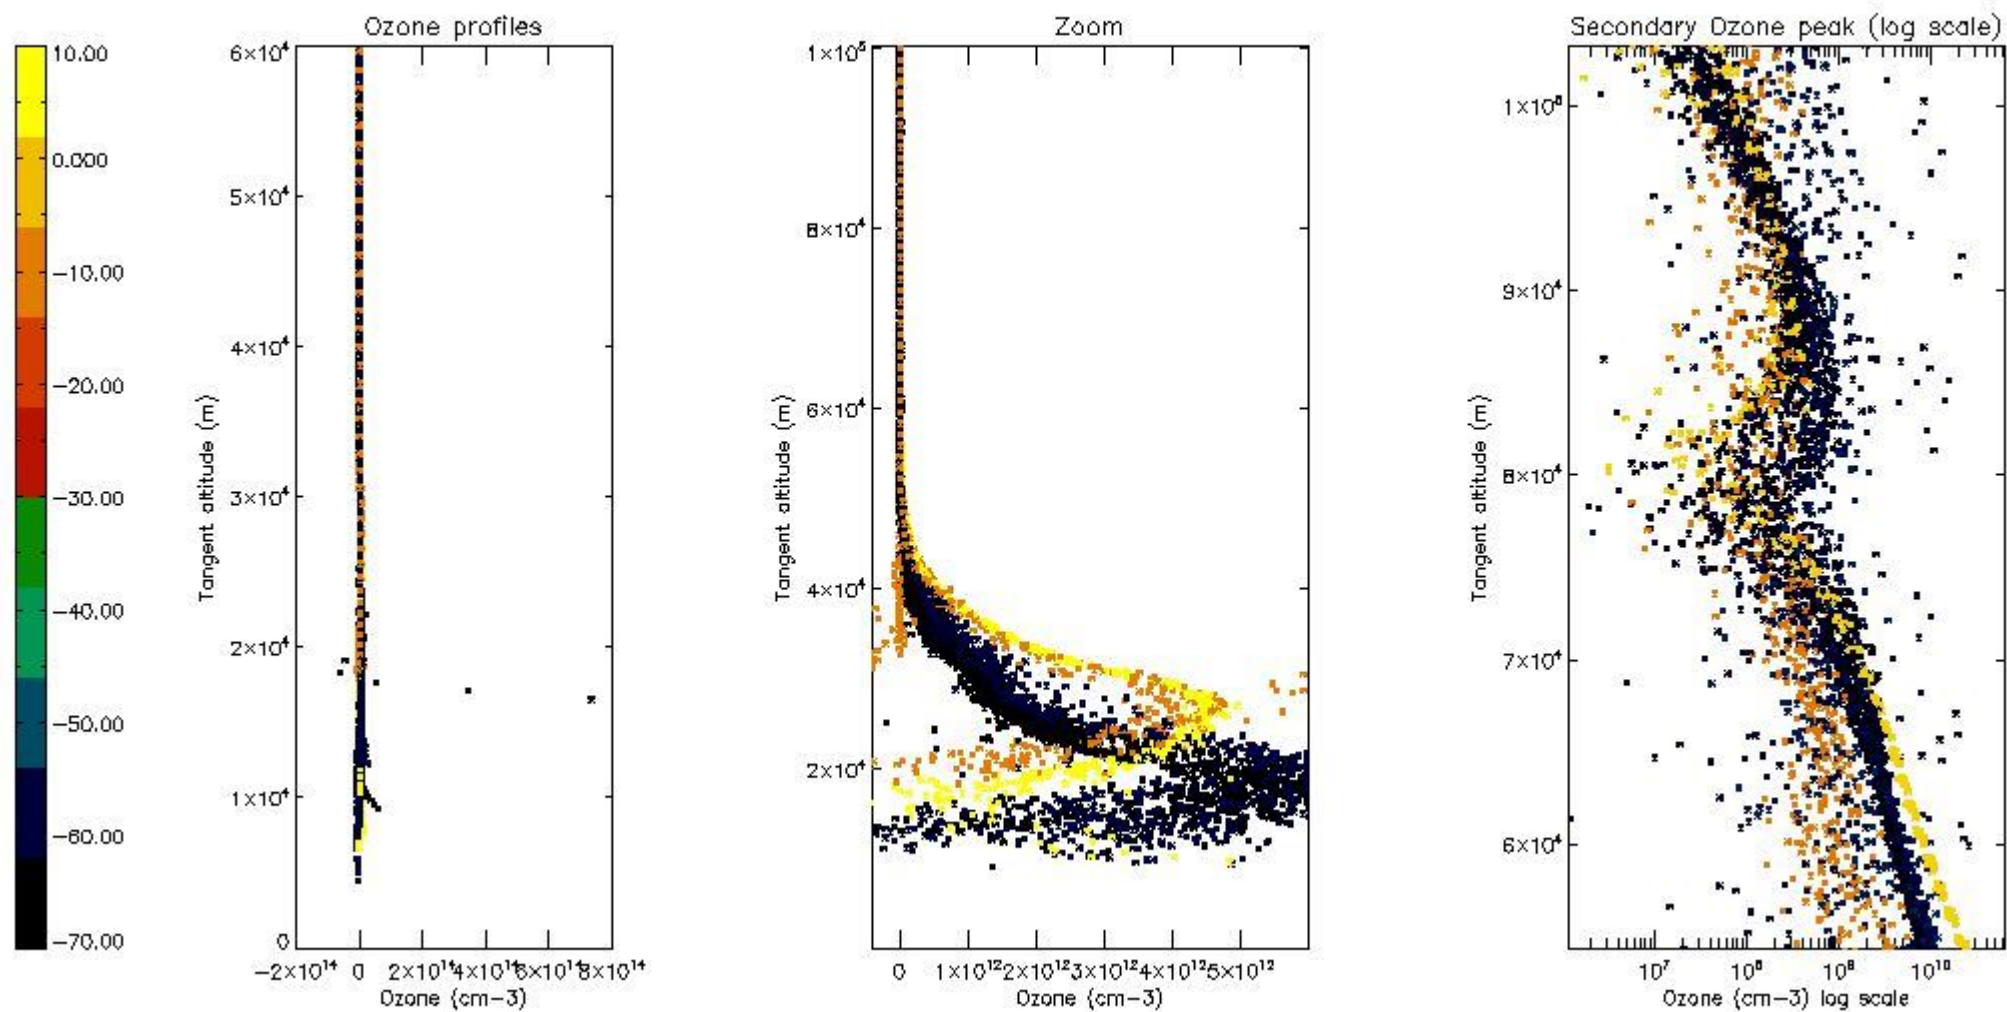 Ozone profiles
Zoom
Secondary Ozone peak (log scale)
10.00
0.000
-10.00
-20.00
-30.00
-40.00
-50.00
-60.00
-70.00
6×10⁴
5×10⁴
4×10⁴
3×10⁴
2×10⁴
1×10⁴
0
Tangent altitude (m)
-2×10¹⁴ 0 2×10¹⁴ 4×10¹⁴ 6×10¹⁴ 8×10¹⁴
Ozone (cm-3)
1×10⁵
8×10⁴
6×10⁴
4×10⁴
2×10⁴
Tangent altitude (m)
0 1×10¹² 2×10¹² 3×10¹² 4×10¹² 5×10¹²
Ozone (cm-3)
1×10⁵
9×10⁴
8×10⁴
7×10⁴
6×10⁴
Tangent altitude (m)
10⁷ 10⁸ 10⁹ 10¹⁰
Ozone (cm-3) log scale